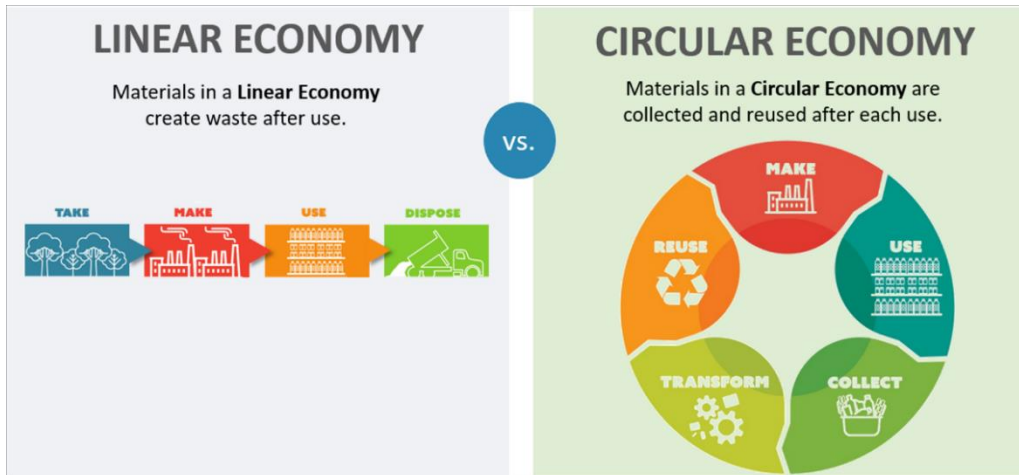 LINEAR ECONOMY
Materials in a Linear Economy
create waste after use.
TAKE
MAKE
USE
DISPOSE
vs.
CIRCULAR ECONOMY
Materials in a Circular Economy are
collected and reused after each use.
MAKE
USE
COLLECT
TRANSFORM
REUSE